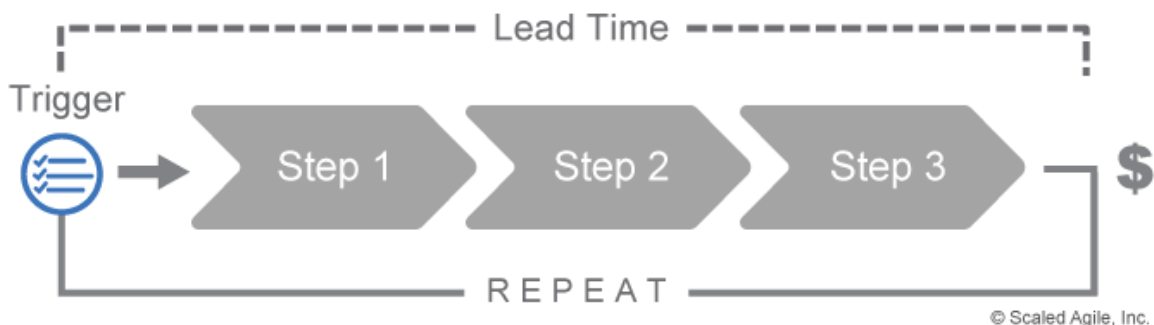 Lead Time
Trigger
Step 1
Step 2
Step 3
$
REPEAT
© Scaled Agile, Inc.